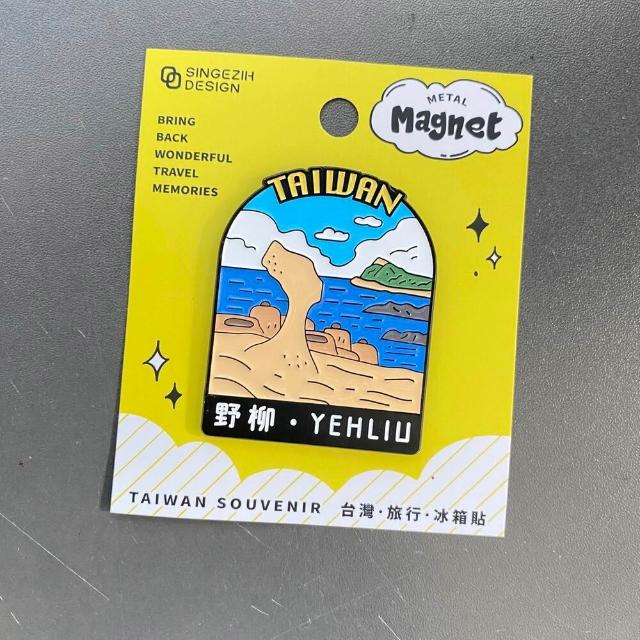 SINGEZIH
DESIGN
METAL
Magnet
BRING
BACK
WONDERFUL
TRAVEL
MEMORIES
TAIWAN
野柳・YEHLIU
TAIWAN SOUVENIR 台灣·旅行·冰箱貼